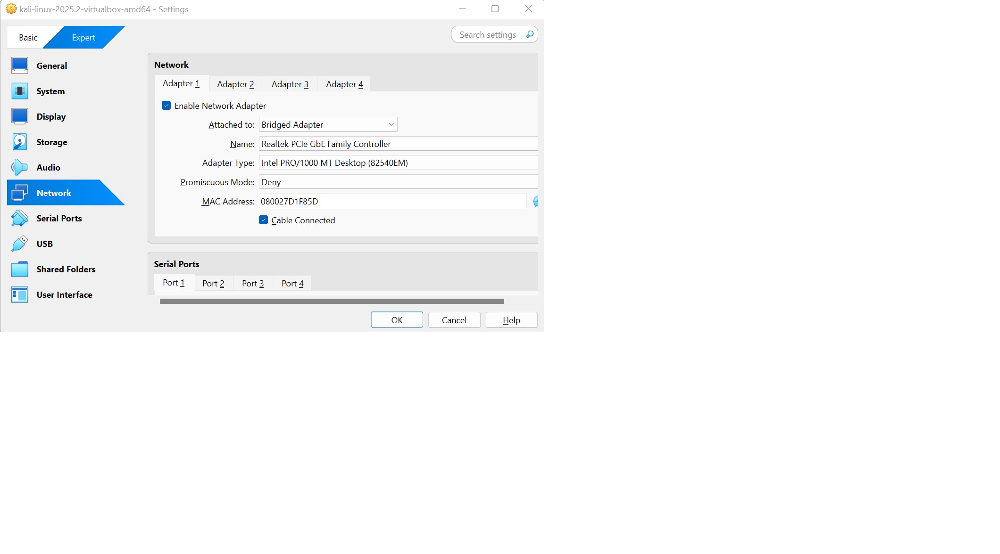 kali-linux-2025.2-virtualbox-amd64 - Settings
Basic
Expert
Search settings
General
System
Display
Storage
Audio
Network
Serial Ports
USB
Shared Folders
User Interface
Network
Adapter 1
Adapter 2
Adapter 3
Adapter 4
Enable Network Adapter
Attached to: Bridged Adapter
Name: Realtek PCIe GbE Family Controller
Adapter Type: Intel PRO/1000 MT Desktop (82540EM)
Promiscuous Mode: Deny
MAC Address: 080027D1F85D
Cable Connected
Serial Ports
Port 1
Port 2
Port 3
Port 4
OK
Cancel
Help